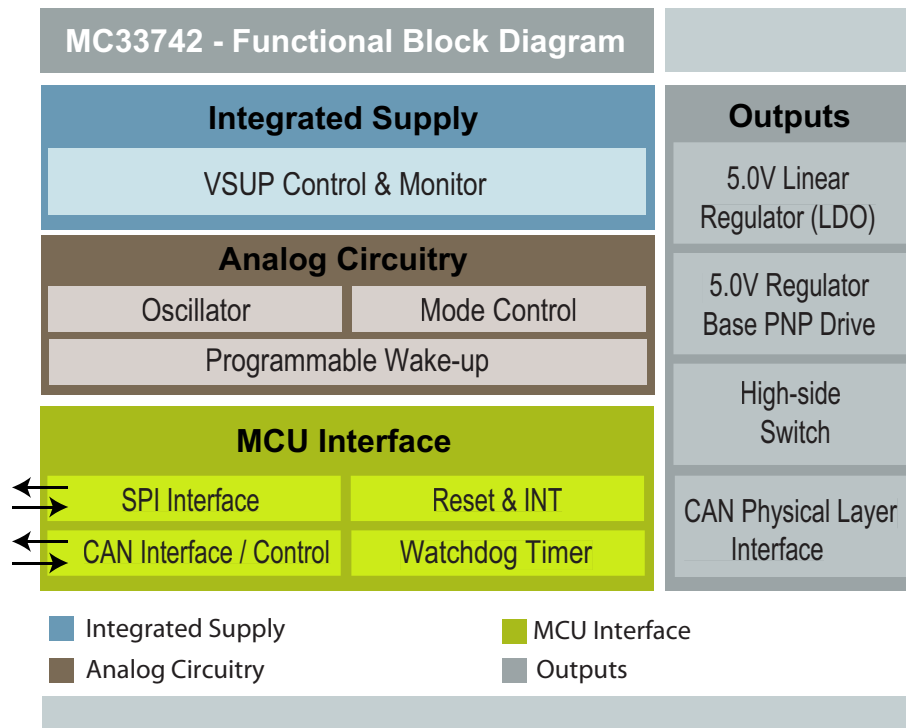 MC33742 - Functional Block Diagram
Integrated Supply
VSUP Control & Monitor
Analog Circuitry
Oscillator
Mode Control
Programmable Wake-up
MCU Interface
SPI Interface
Reset & INT
CAN Interface / Control
Watchdog Timer
Outputs
5.0V Linear
Regulator (LDO)
5.0V Regulator
Base PNP Drive
High-side
Switch
CAN Physical Layer
Interface
Integrated Supply
MCU Interface
Analog Circuitry
Outputs